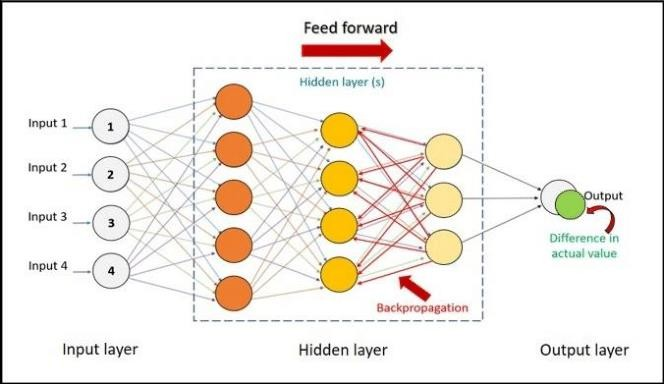 Feed forward
Hidden layer (s)
Input 1
1
Input 2
2
Input 3
3
Input 4
4
Output
Difference in
actual value
Backpropagation
Input layer
Hidden layer
Output layer